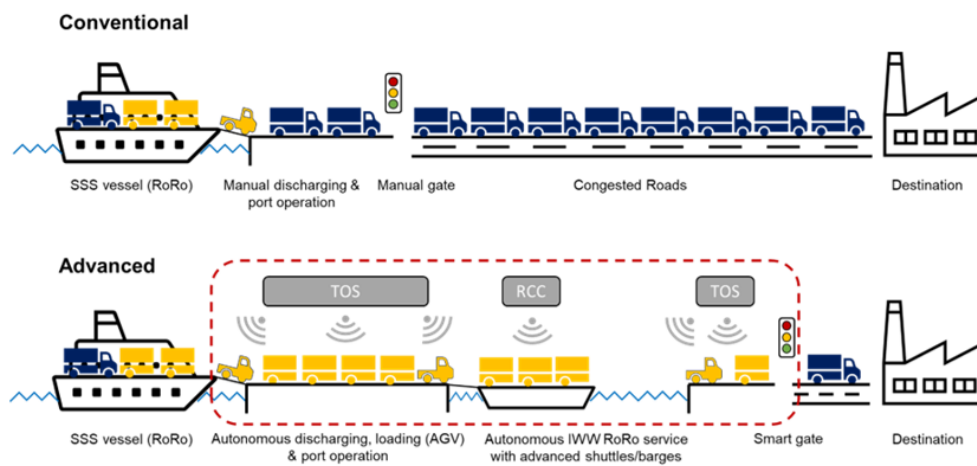 Conventional
SSS vessel (RoRo)
Manual discharging &
port operation
Manual gate
Congested Roads
Destination
Advanced
TOS
RCC
TOS
SSS vessel (RoRo)
Autonomous discharging, loading (AGV)
& port operation
Autonomous IWW RoRo service
with advanced shuttles/barges
Smart gate
Destination